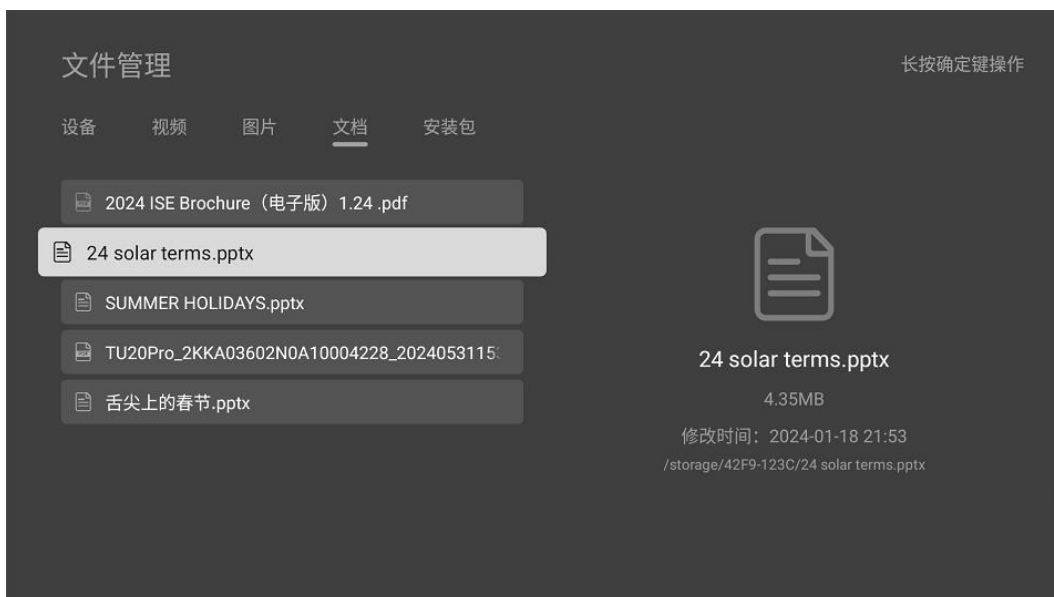 文件管理
长按确定键操作
设备 视频 图片 文档 安装包
2024 ISE Brochure（电子版）1.24 .pdf
24 solar terms.pptx
SUMMER HOLIDAYS.pptx
TU20Pro_2KKA03602N0A10004228_2024053115
舌尖上的春节.pptx
24 solar terms.pptx
4.35MB
修改时间：2024-01-18 21:53
/storage/42F9-123C/24 solar terms.pptx